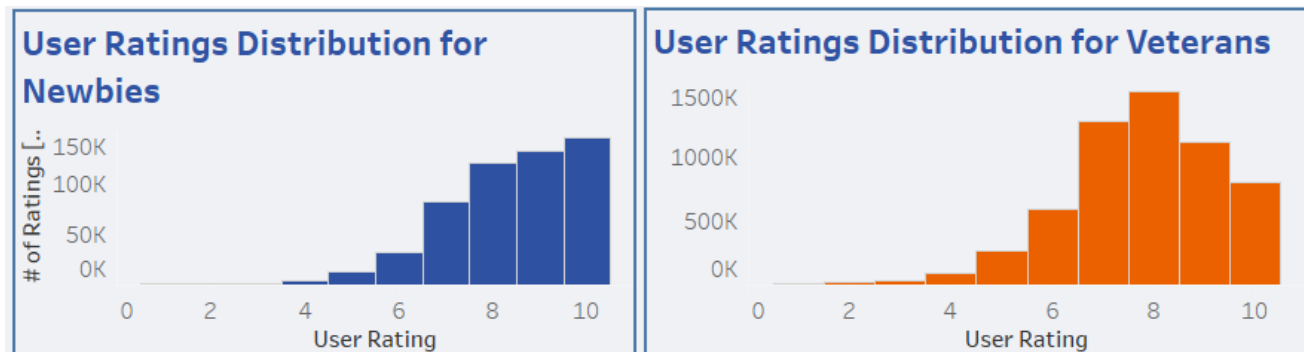 User Ratings Distribution for
Newbies
# of Ratings [..
150K
100K
50K
0K
0 2 4 6 8 10
User Rating
User Ratings Distribution for Veterans
1500K
1000K
500K
0K
0 2 4 6 8 10
User Rating